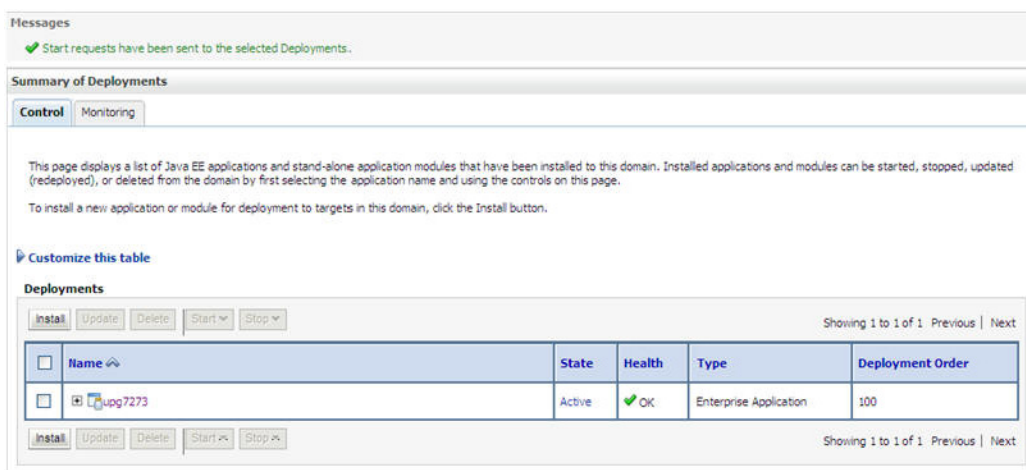 Messages
Start requests have been sent to the selected Deployments.
Summary of Deployments
Control Monitoring
This page displays a list of Java EE applications and stand-alone application modules that have been installed to this domain. Installed applications and modules can be started, stopped, updated
(redeployed), or deleted from the domain by first selecting the application name and using the controls on this page.
To install a new application or module for deployment to targets in this domain, click the Install button.
Customize this table
Deployments
Install Update Delete Start Stop Showing 1 to 1 of 1 Previous | Next
Name State Health Type Deployment Order
upg7273 Active OK Enterprise Application 100
Install Update Delete Start Stop Showing 1 to 1 of 1 Previous | Next